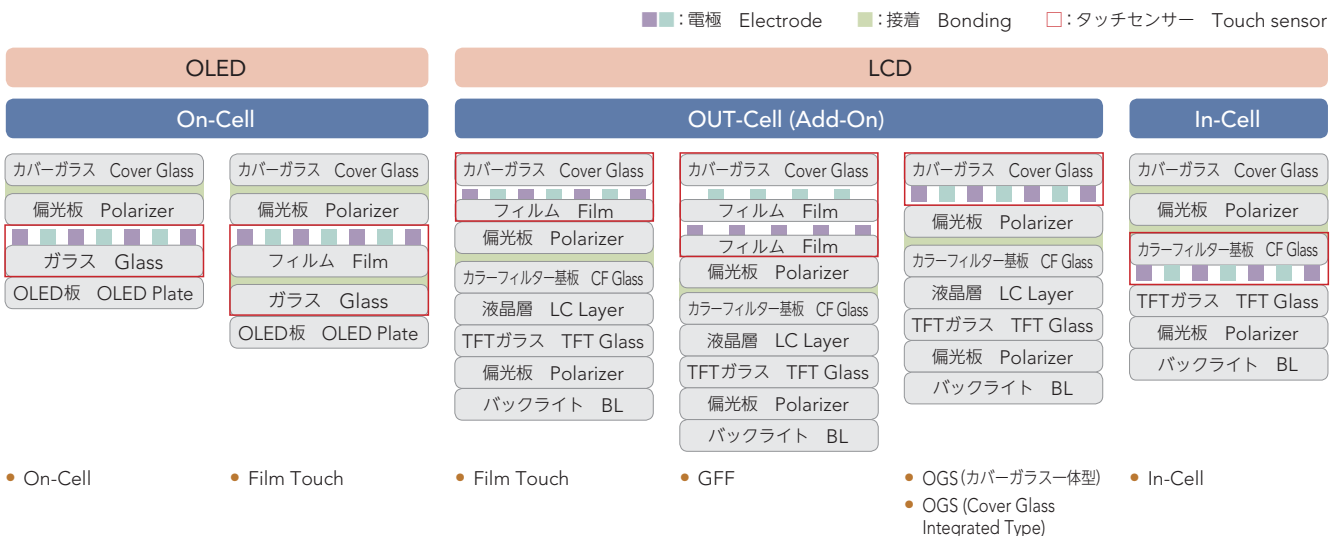 ：電極 Electrode ：接着 Bonding ：タッチセンサー Touch sensor
OLED
LCD
On-Cell
OUT-Cell (Add-On)
In-Cell
カバーガラス Cover Glass
偏光板 Polarizer
ガラス Glass
OLED板 OLED Plate
• On-Cell
カバーガラス Cover Glass
偏光板 Polarizer
フィルム Film
ガラス Glass
OLED板 OLED Plate
• Film Touch
カバーガラス Cover Glass
フィルム Film
偏光板 Polarizer
カラーフィルター基板 CF Glass
液晶層 LC Layer
TFTガラス TFT Glass
偏光板 Polarizer
バックライト BL
• Film Touch
カバーガラス Cover Glass
フィルム Film
フィルム Film
偏光板 Polarizer
カラーフィルター基板 CF Glass
液晶層 LC Layer
TFTガラス TFT Glass
偏光板 Polarizer
バックライト BL
• GFF
カバーガラス Cover Glass
偏光板 Polarizer
カラーフィルター基板 CF Glass
液晶層 LC Layer
TFTガラス TFT Glass
偏光板 Polarizer
バックライト BL
• OGS(カバーガラス一体型)
• OGS (Cover Glass
Integrated Type)
カバーガラス Cover Glass
偏光板 Polarizer
カラーフィルター基板 CF Glass
TFTガラス TFT Glass
偏光板 Polarizer
バックライト BL
• In-Cell